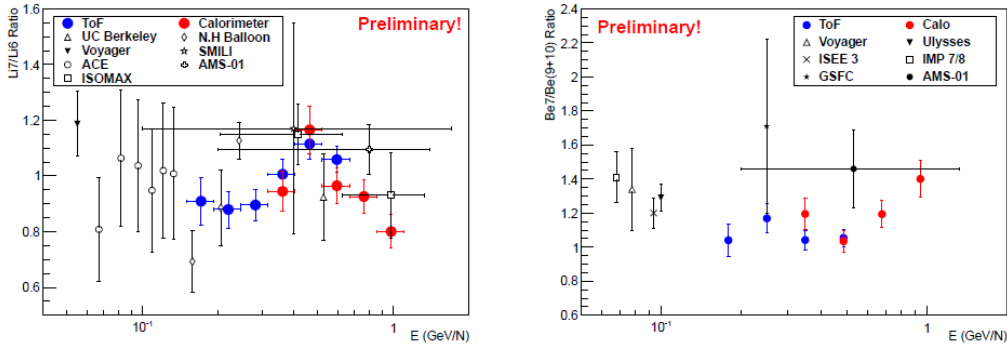 Li7/Li6 Ratio
1.6
1.4
1.2
1
0.8
0.6
ToF
UC Berkeley
Voyager
ACE
ISOMAX
Calorimeter
N.H Balloon
SMILI
AMS-01
Preliminary!
10⁻¹
1
E (GeV/N)
Be7/Be(9+10) Ratio
2.4
2.2
2
1.8
1.6
1.4
1.2
1
0.8
0.6
Preliminary!
ToF
Voyager
ISEE 3
GSFC
Calo
Ulysses
IMP 7/8
AMS-01
10⁻¹
1
E (GeV/N)